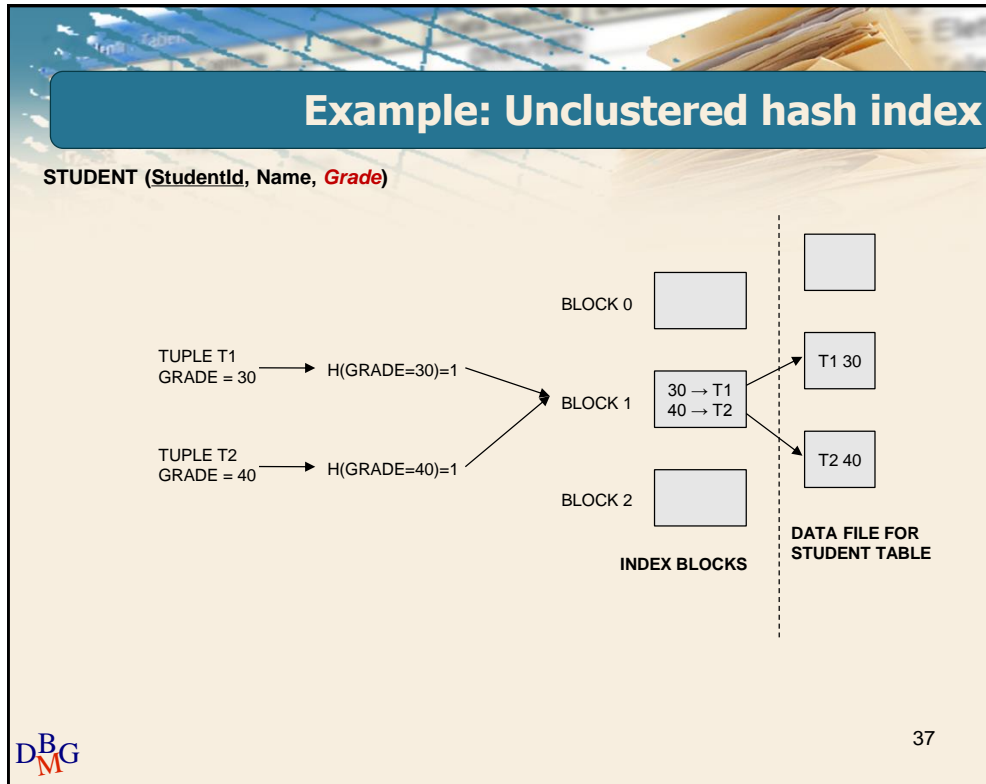 Example: Unclustered hash index
STUDENT (StudentId, Name, Grade)
TUPLE T1
GRADE = 30
H(GRADE=30)=1
TUPLE T2
GRADE = 40
H(GRADE=40)=1
BLOCK 0
BLOCK 1
30 → T1
40 → T2
BLOCK 2
INDEX BLOCKS
T1 30
T2 40
DATA FILE FOR
STUDENT TABLE
DBMG
37